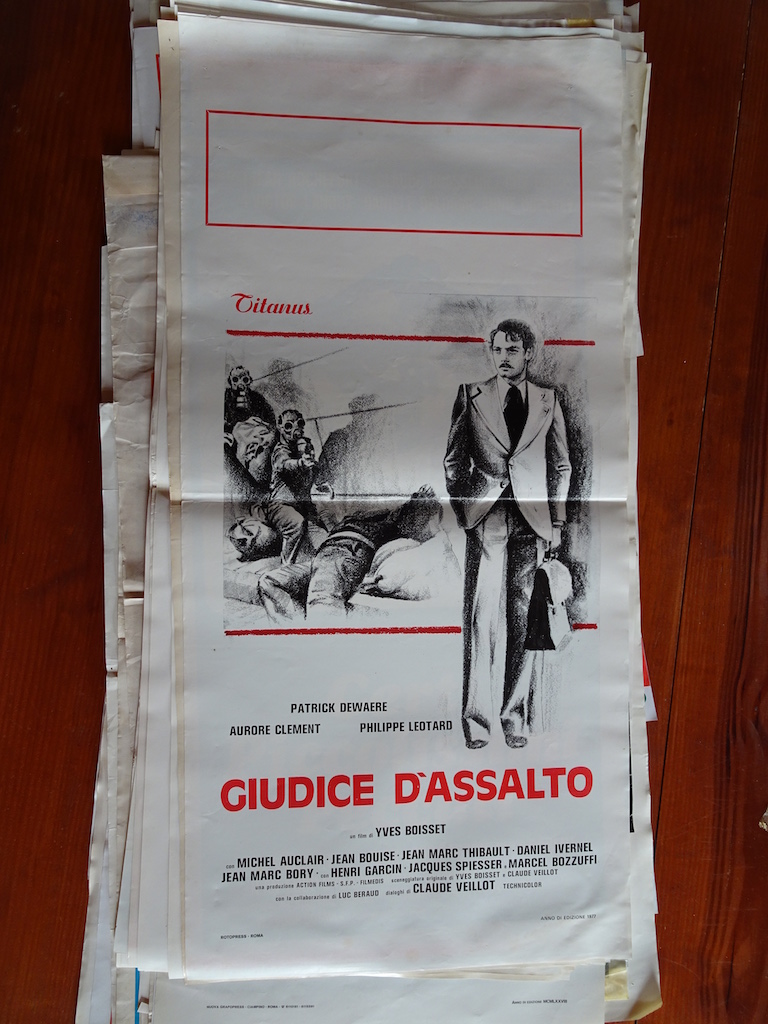 Titanus
PATRICK DEWAERE
AURORE CLEMENT PHILIPPE LEOTARD
GIUDICE D'ASSALTO
un film di YVES BOISSET
con MICHEL AUCLAIR · JEAN BOUISE · JEAN MARC THIBAULT · DANIEL IVERNEL
JEAN MARC BORY · con HENRI GARCIN · JACQUES SPIESSER · MARCEL BOZZUFFI
una produzione ACTION FILMS - S.F.P. - FILMEDIS sceneggiatura originale di YVES BOISSET e CLAUDE VEILLOT
con la collaborazione di LUC BERAUD dialoghi di CLAUDE VEILLOT TECHNICOLOR
ANNO DI EDIZIONE 1977
ROTOPRESS - ROMA